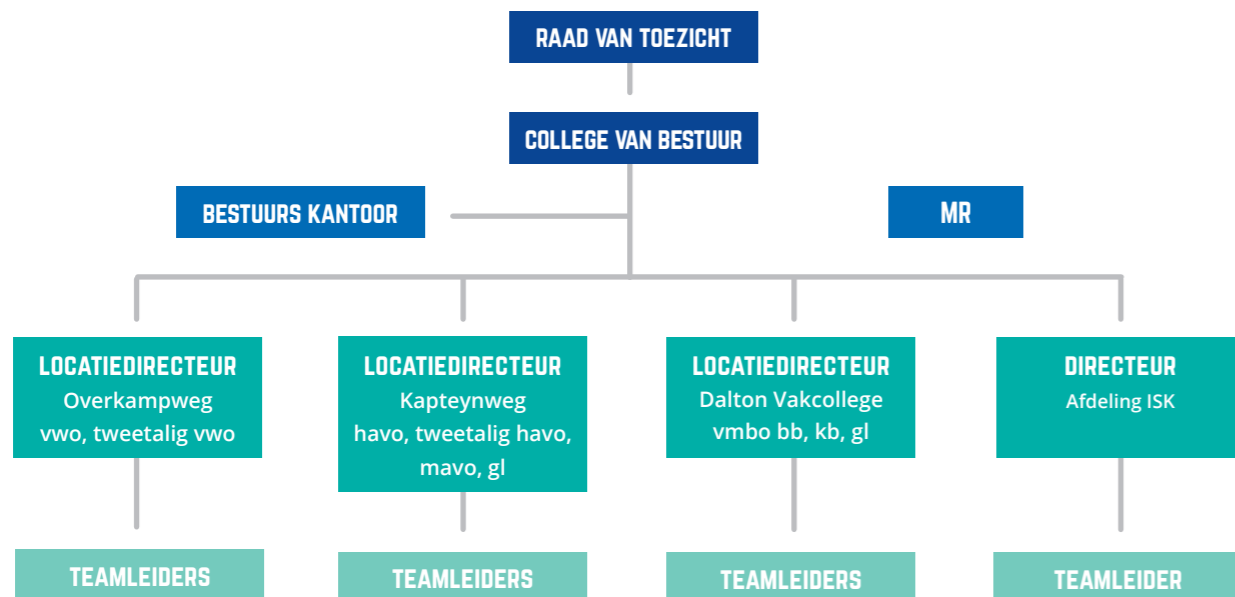 RAAD VAN TOEZICHT
COLLEGE VAN BESTUUR
BESTUURS KANTOOR
MR
LOCATIEDIRECTEUR
Overkampweg
vwo, tweetalig vwo
LOCATIEDIRECTEUR
Kapteynweg
havo, tweetalig havo,
mavo, gl
LOCATIEDIRECTEUR
Dalton Vakcollege
vmbo bb, kb, gl
DIRECTEUR
Afdeling ISK
TEAMLEIDERS
TEAMLEIDERS
TEAMLEIDERS
TEAMLEIDER